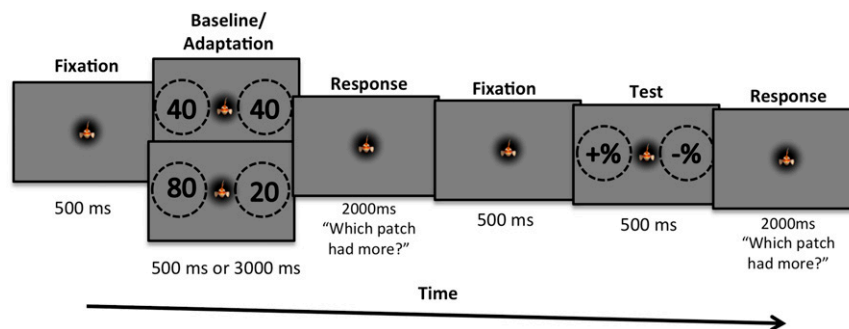 Baseline/
Adaptation
Fixation
40 40
80 20
500 ms
500 ms or 3000 ms
Response
2000ms
“Which patch
had more?”
Fixation
500 ms
Test
+% -%
500 ms
Response
2000ms
“Which patch
had more?”
Time